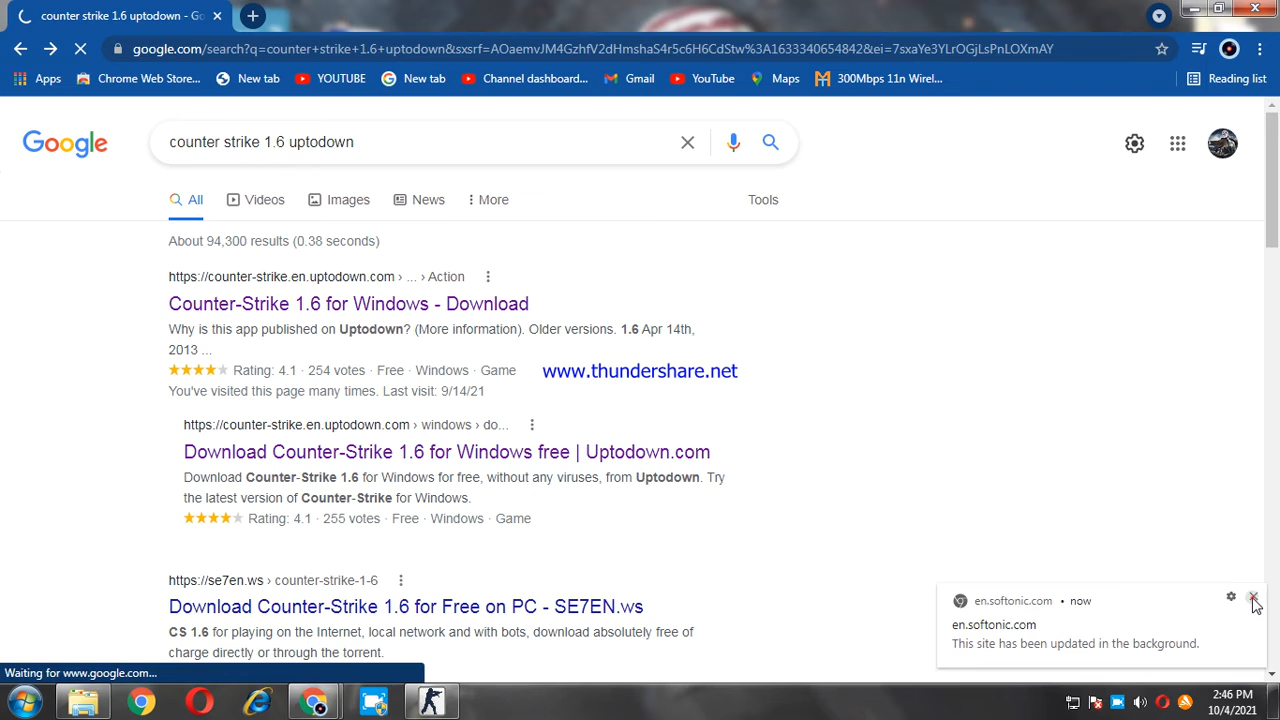 counter strike 1.6 uptodown - Go
google.com/search?q=counter+strike+1.6+uptodown&sxsrf=AOaemvJM4GzhfV2dHmshaS4r5c6H6CdStw%3A1633340654842&ei=7sxaYe3YLrOGjLsPnLOXmAY
Apps
Chrome Web Store...
New tab
YOUTUBE
New tab
Channel dashboard...
Gmail
YouTube
Maps
300Mbps 11n Wirel...
Reading list
Google
counter strike 1.6 uptodown
All
Videos
Images
News
More
Tools
About 94,300 results (0.38 seconds)
https://counter-strike.en.uptodown.com › ... › Action
Counter-Strike 1.6 for Windows - Download
Why is this app published on Uptodown? (More information). Older versions. 1.6 Apr 14th,
2013 ...
Rating: 4.1 · 254 votes · Free · Windows · Game
www.thundershare.net
You've visited this page many times. Last visit: 9/14/21
https://counter-strike.en.uptodown.com › windows › do...
Download Counter-Strike 1.6 for Windows free | Uptodown.com
Download Counter-Strike 1.6 for Windows for free, without any viruses, from Uptodown. Try
the latest version of Counter-Strike for Windows.
Rating: 4.1 · 255 votes · Free · Windows · Game
https://se7en.ws › counter-strike-1-6
Download Counter-Strike 1.6 for Free on PC - SE7EN.ws
CS 1.6 for playing on the Internet, local network and with bots, download absolutely free of
charge directly or through the torrent.
en.softonic.com • now
en.softonic.com
This site has been updated in the background.
Waiting for www.google.com...
2:46 PM
10/4/2021